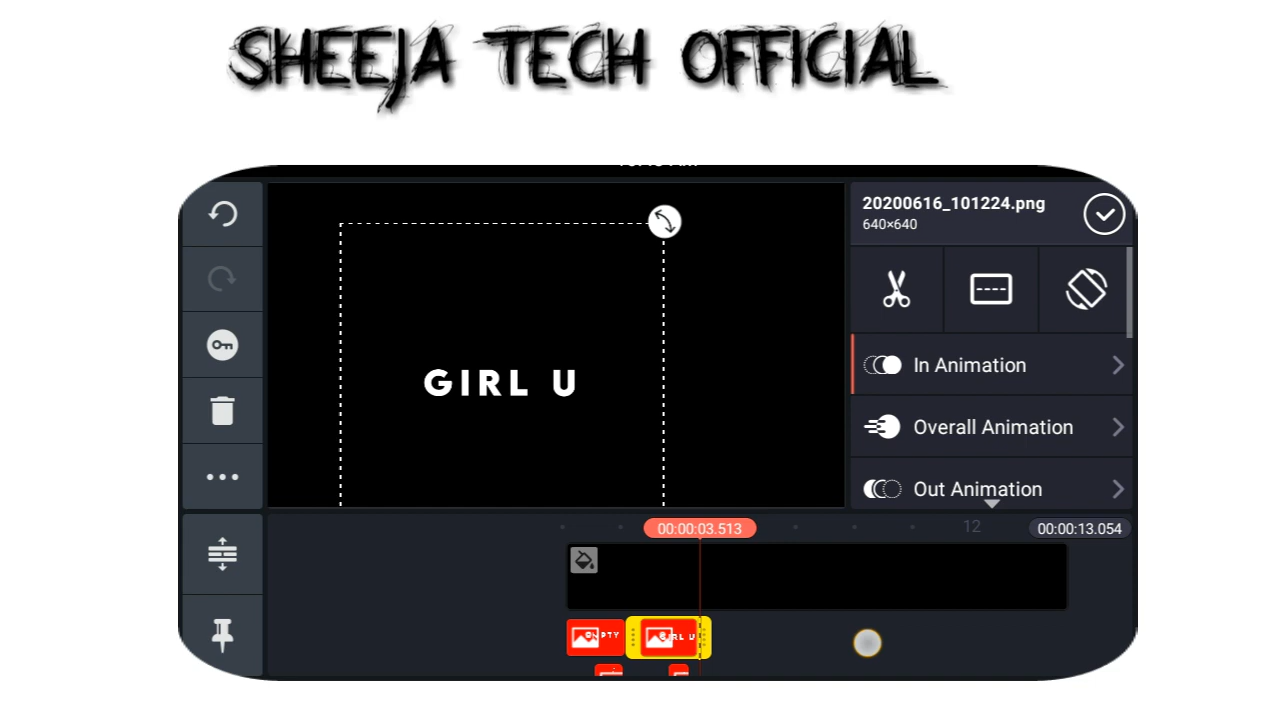 SHEEJA TECH OFFICIAL
20200616_101224.png
640×640
GIRL U
In Animation
Overall Animation
Out Animation
00:00:03.513
12
00:00:13.054
GIRL U